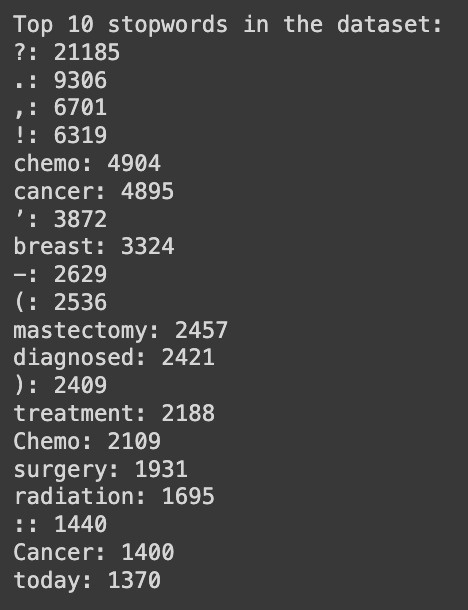 Top 10 stopwords in the dataset:
?: 21185
.: 9306
,: 6701
!: 6319
chemo: 4904
cancer: 4895
’: 3872
breast: 3324
-: 2629
(: 2536
mastectomy: 2457
diagnosed: 2421
): 2409
treatment: 2188
Chemo: 2109
surgery: 1931
radiation: 1695
:: 1440
Cancer: 1400
today: 1370